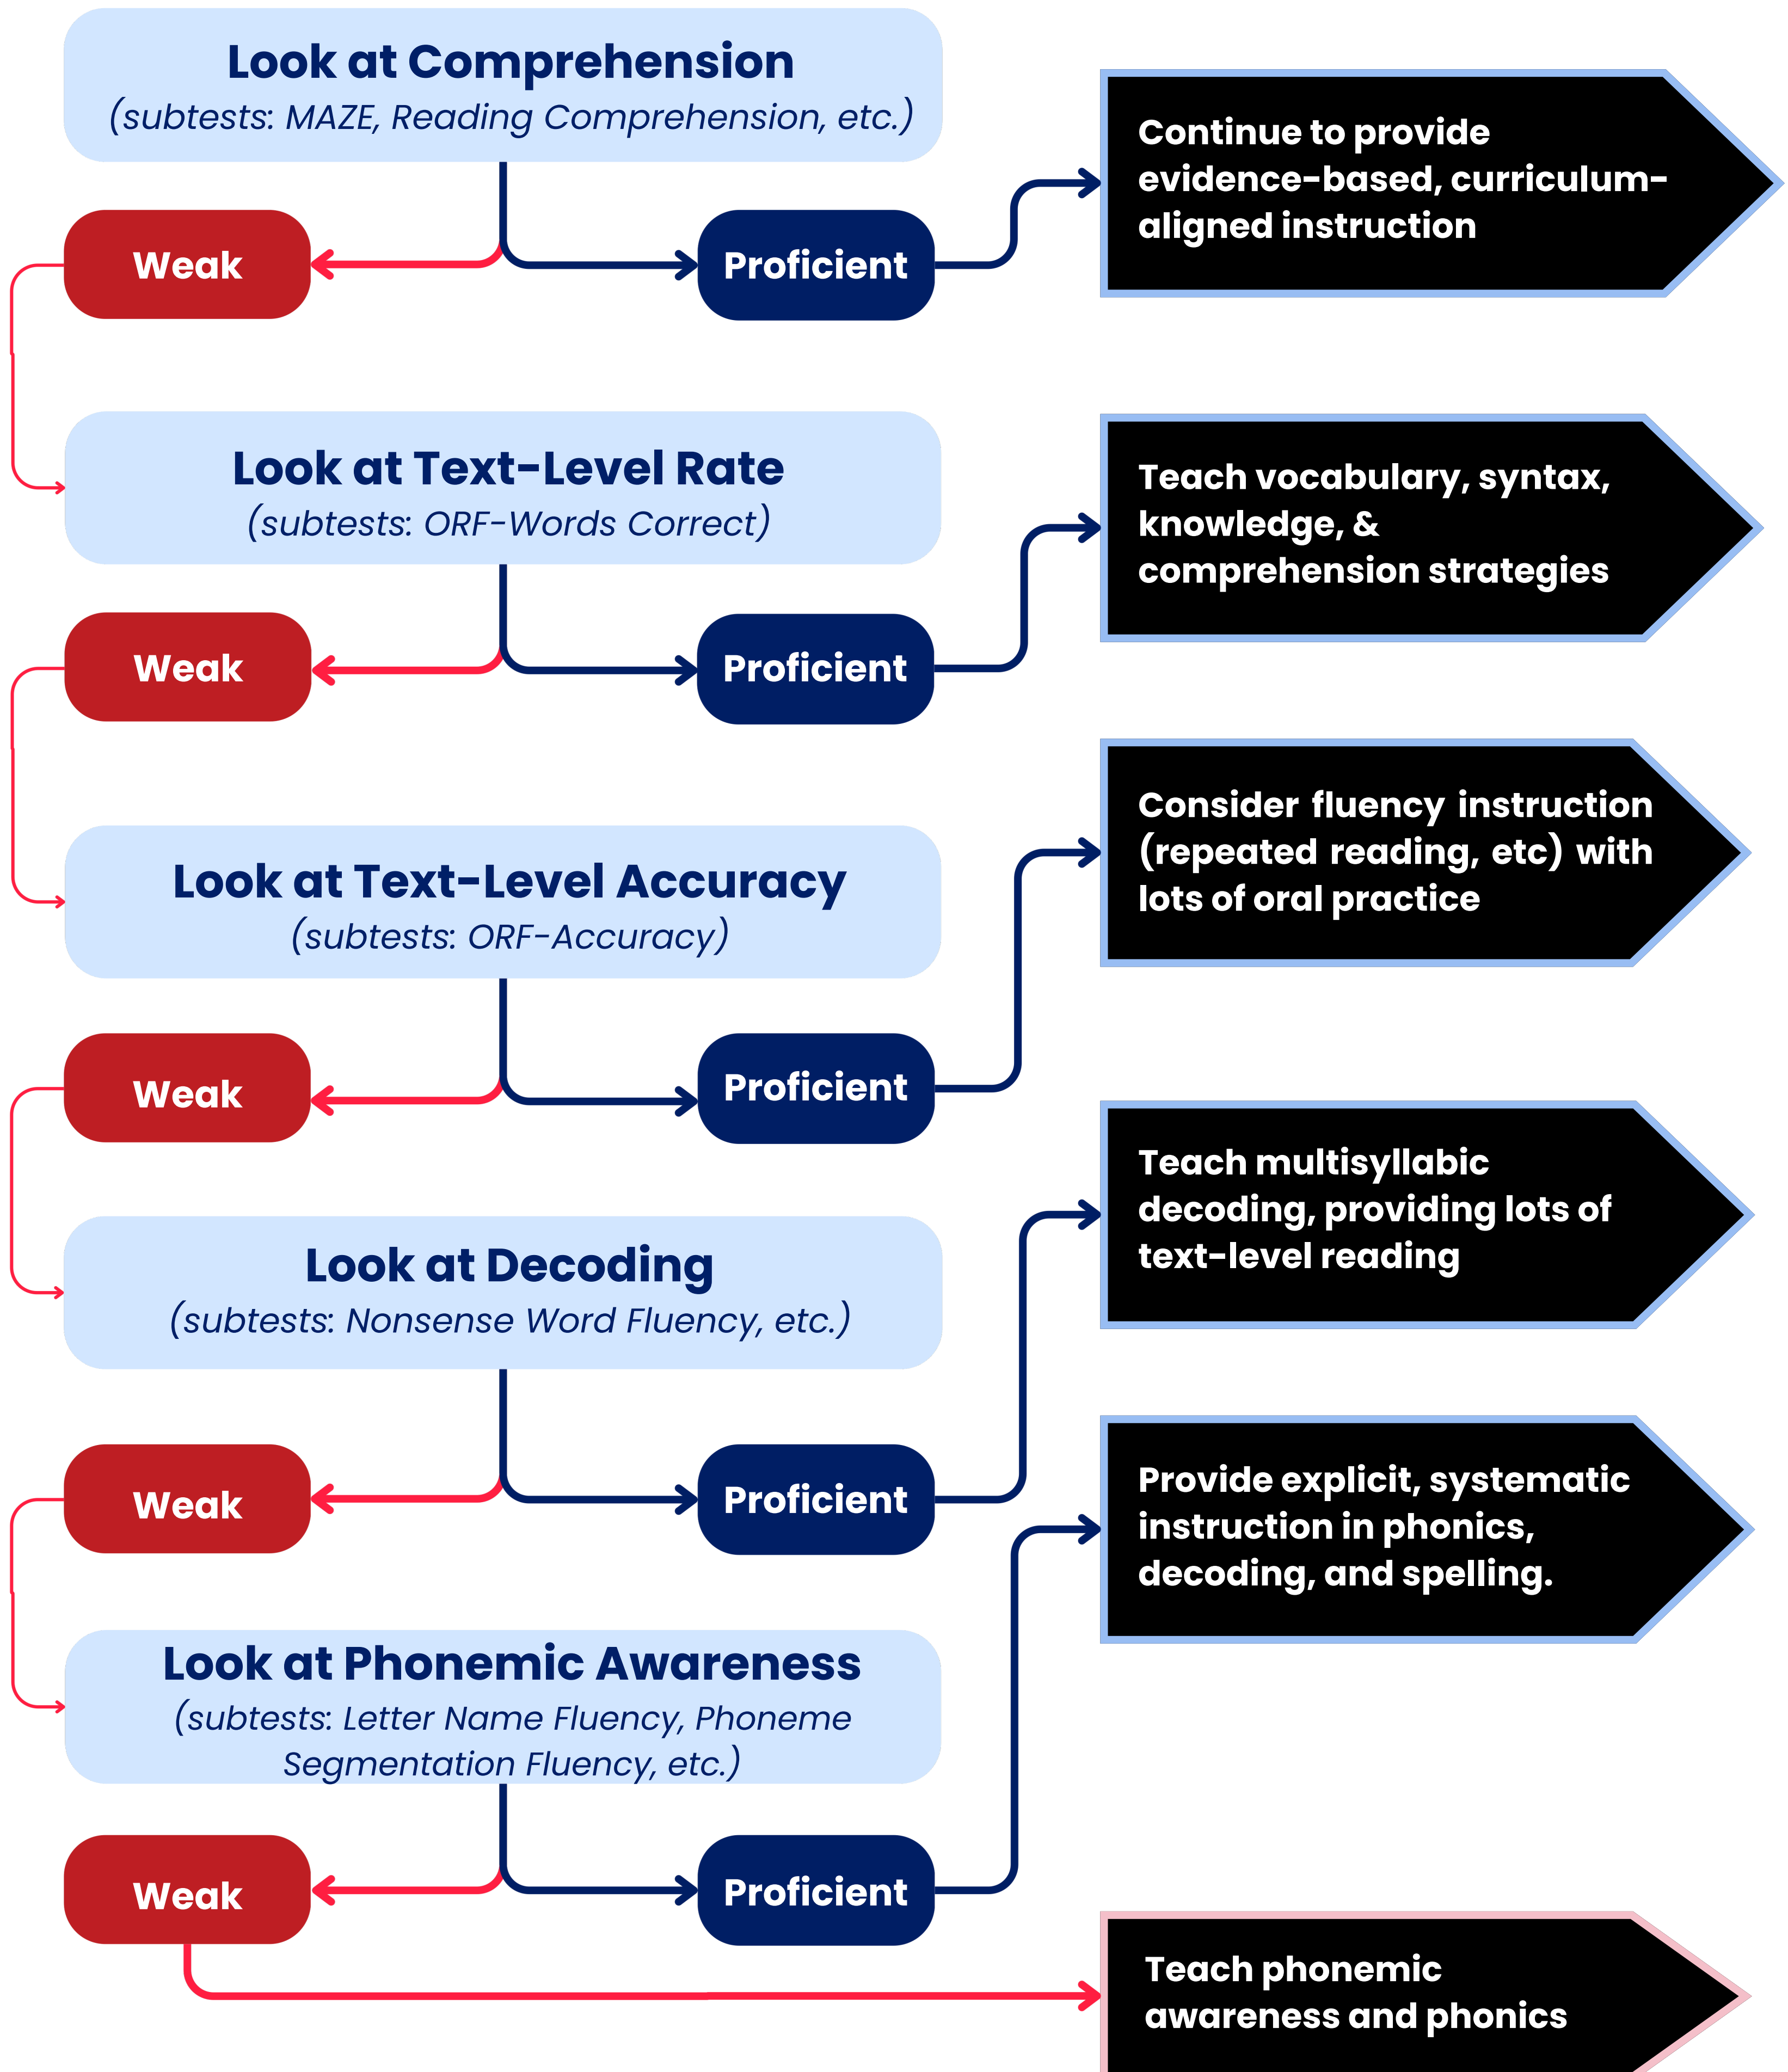 Look at Comprehension
(subtests: MAZE, Reading Comprehension, etc.)
Weak
Proficient
Continue to provide
evidence-based, curriculum-
aligned instruction
Look at Text-Level Rate
(subtests: ORF-Words Correct)
Weak
Proficient
Teach vocabulary, syntax,
knowledge, &
comprehension strategies
Look at Text-Level Accuracy
(subtests: ORF-Accuracy)
Weak
Proficient
Consider fluency instruction
(repeated reading, etc) with
lots of oral practice
Look at Decoding
(subtests: Nonsense Word Fluency, etc.)
Weak
Proficient
Teach multisyllabic
decoding, providing lots of
text-level reading
Look at Phonemic Awareness
(subtests: Letter Name Fluency, Phoneme
Segmentation Fluency, etc.)
Weak
Proficient
Provide explicit, systematic
instruction in phonics,
decoding, and spelling.
Teach phonemic
awareness and phonics